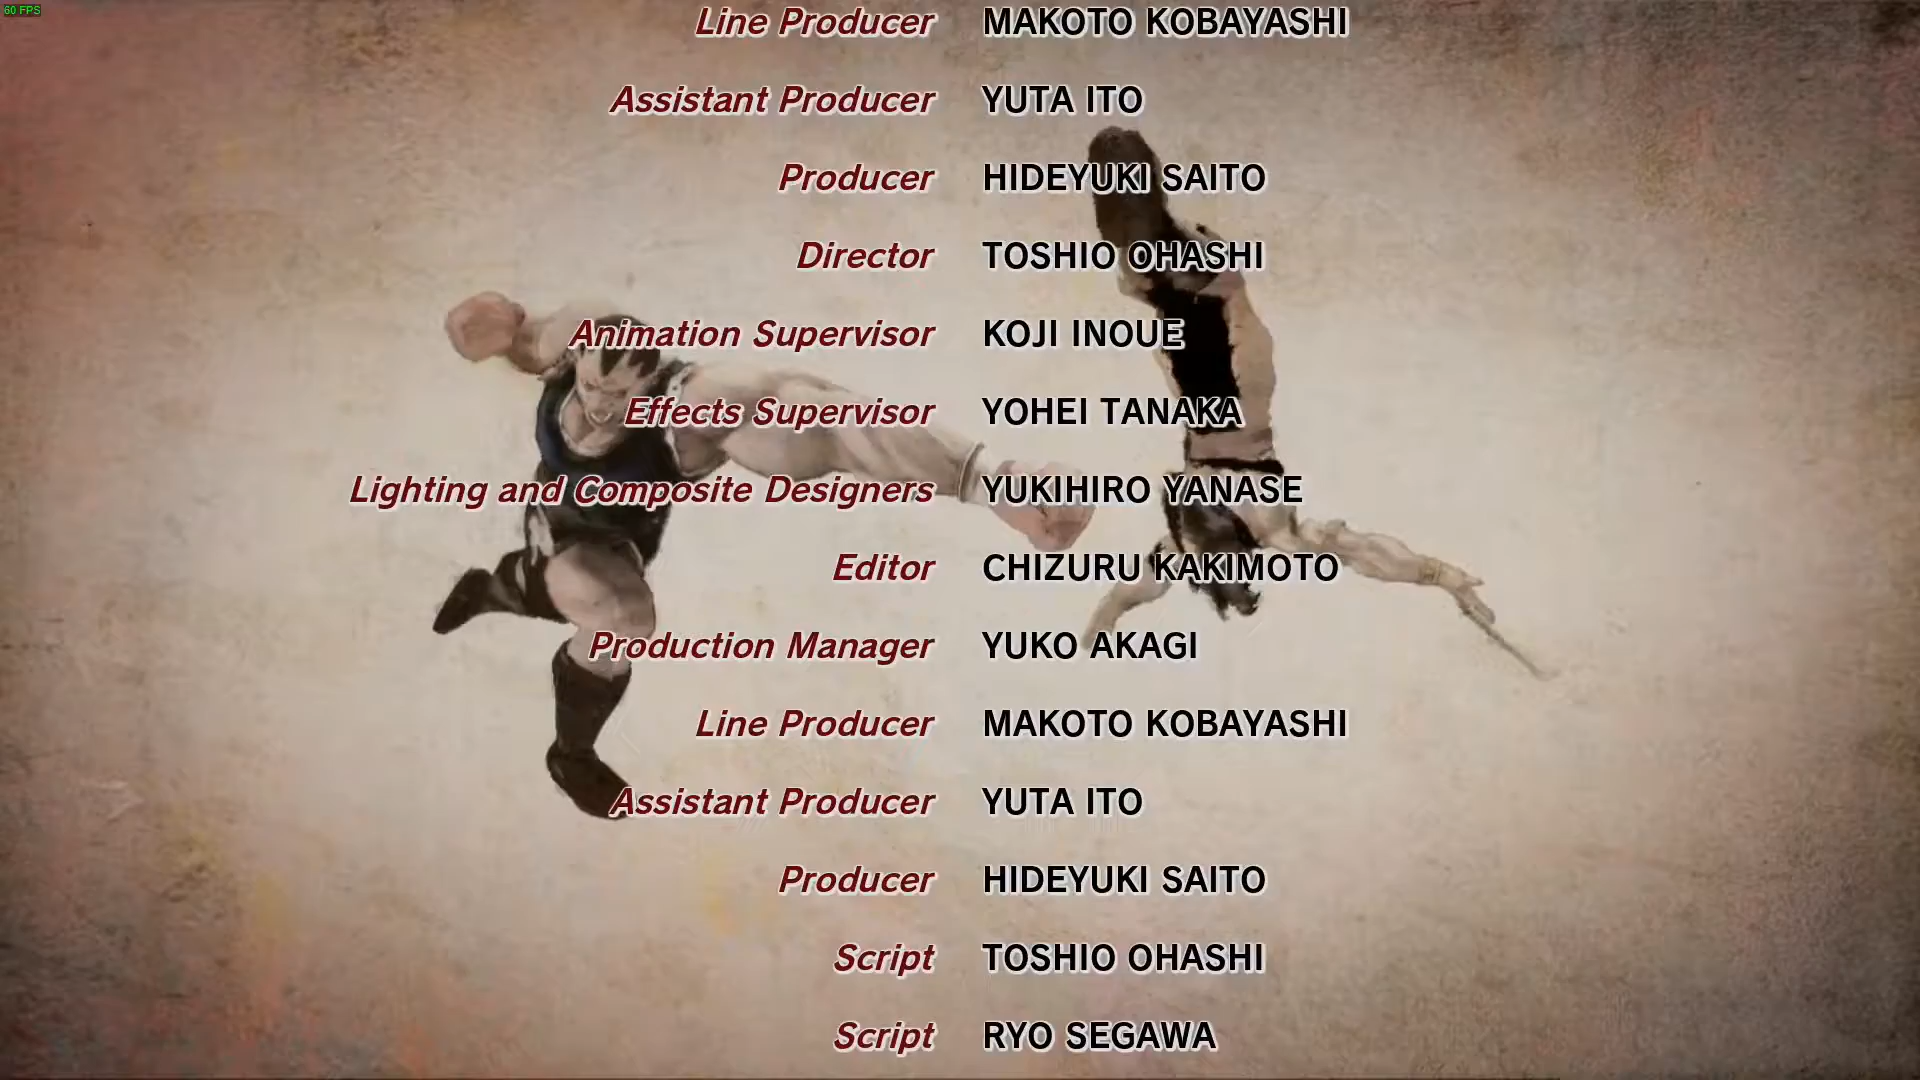 60 FPS
Line Producer MAKOTO KOBAYASHI
Assistant Producer YUTA ITO
Producer HIDEYUKI SAITO
Director TOSHIO OHASHI
Animation Supervisor KOJI INOUE
Effects Supervisor YOHEI TANAKA
Lighting and Composite Designers YUKIHIRO YANASE
Editor CHIZURU KAKIMOTO
Production Manager YUKO AKAGI
Line Producer MAKOTO KOBAYASHI
Assistant Producer YUTA ITO
Producer HIDEYUKI SAITO
Script TOSHIO OHASHI
Script RYO SEGAWA